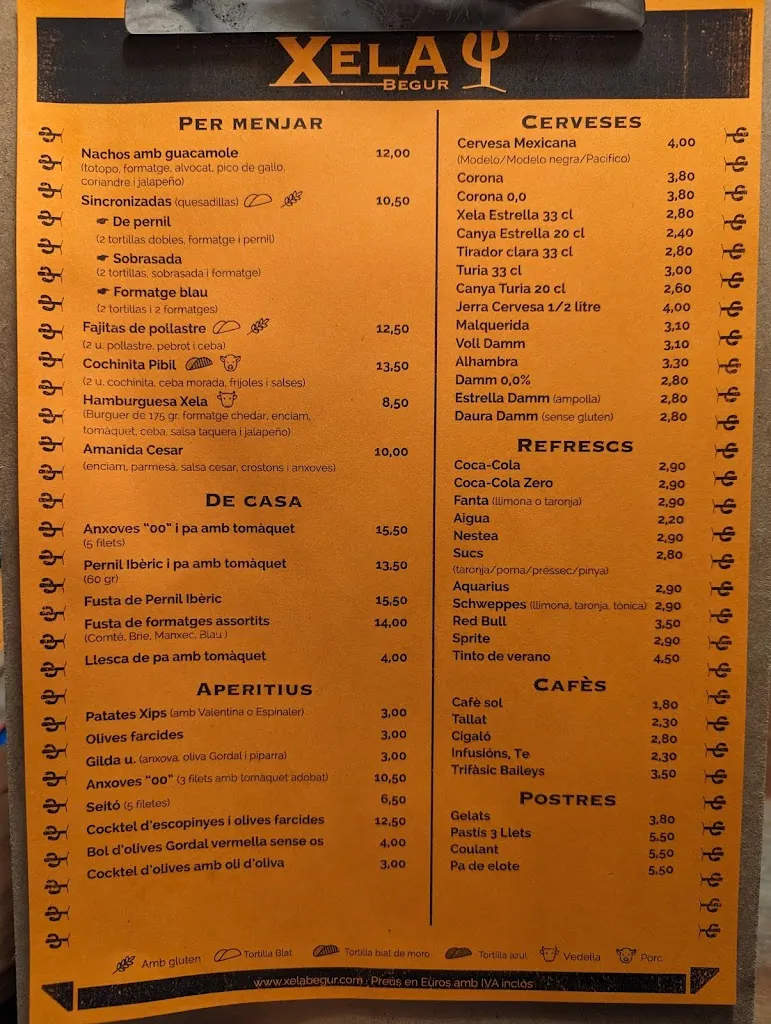 XELA
BEGUR
PER MENJAR
Nachos amb guacamole 12,00
(totopo, formatge, alvocat, pico de gallo,
coriandre i jalapeño)
Sincronizadas (quesadillas) 10,50
De pernil
(2 tortillas dobles, formatge i pernil)
Sobrasada
(2 tortillas, sobrasada i formatge)
Formatge blau
(2 tortillas i 2 formatges)
Fajitas de pollastre 12,50
(2 u. pollastre, pebrot i ceba)
Cochinita Pibil 13,50
(2 u. cochinita, ceba morada, frijoles i salses)
Hamburguesa Xela 8,50
(Burguer de 175 gr, formatge chedar, enciam,
tomàquet, ceba, salsa taquera i jalapeño)
Amanida Cesar 10,00
(enciam, parmesà, salsa cesar, crostons i anxoves)
DE CASA
Anxoves "00" i pa amb tomàquet 15,50
(5 filets)
Pernil Ibèric i pa amb tomàquet 13,50
(60 gr)
Fusta de Pernil Ibèric 15,50
Fusta de formatges assortits 14,00
(Comté, Brie, Manxec, Blau )
Llesca de pa amb tomàquet 4,00
APERITIUS
Patates Xips (amb Valentina o Espinaler) 3,00
Olives farcides 3,00
Gilda u. (anxova, oliva Gordal i piparra) 3,00
Anxoves "00" (3 filets amb tomàquet adobat) 10,50
Seitó (5 filetes) 6,50
Cocktel d'escopinyes i olives farcides 12,50
Bol d'olives Gordal vermella sense os 4,00
Cocktel d'olives amb oli d'oliva 3,00
CERVESES
Cervesa Mexicana 4,00
(Modelo/Modelo negra/Pacifico)
Corona 3,80
Corona 0,0 3,80
Xela Estrella 33 cl 2,80
Canya Estrella 20 cl 2,40
Tirador clara 33 cl 2,80
Turia 33 cl 3,00
Canya Turia 20 cl 2,60
Jerra Cervesa 1/2 litre 4,00
Malquerida 3,10
Voll Damm 3,10
Alhambra 3,30
Damm 0,0% 2,80
Estrella Damm (ampolla) 2,80
Daura Damm (sense gluten) 2,80
REFRESCS
Coca-Cola 2,90
Coca-Cola Zero 2,90
Fanta (llimona o taronja) 2,90
Aigua 2,20
Nestea 2,90
Sucs 2,80
(taronja/poma/préssec/pinya)
Aquarius 2,90
Schweppes (llimona, taronja, tónica) 2,90
Red Bull 3,50
Sprite 2,90
Tinto de verano 4,50
CAFÈS
Cafè sol 1,80
Tallat 2,30
Cigaló 2,80
Infusións, Te 2,30
Trifàsic Baileys 3,50
POSTRES
Gelats 3,80
Pastís 3 Llets 5,50
Coulant 5,50
Pa de elote 5,50
Amb gluten Tortilla Blat Tortilla blat de moro Tortilla azul Vedella Porc
www.xelabegur.com · Preus en Euros amb IVA inclòs